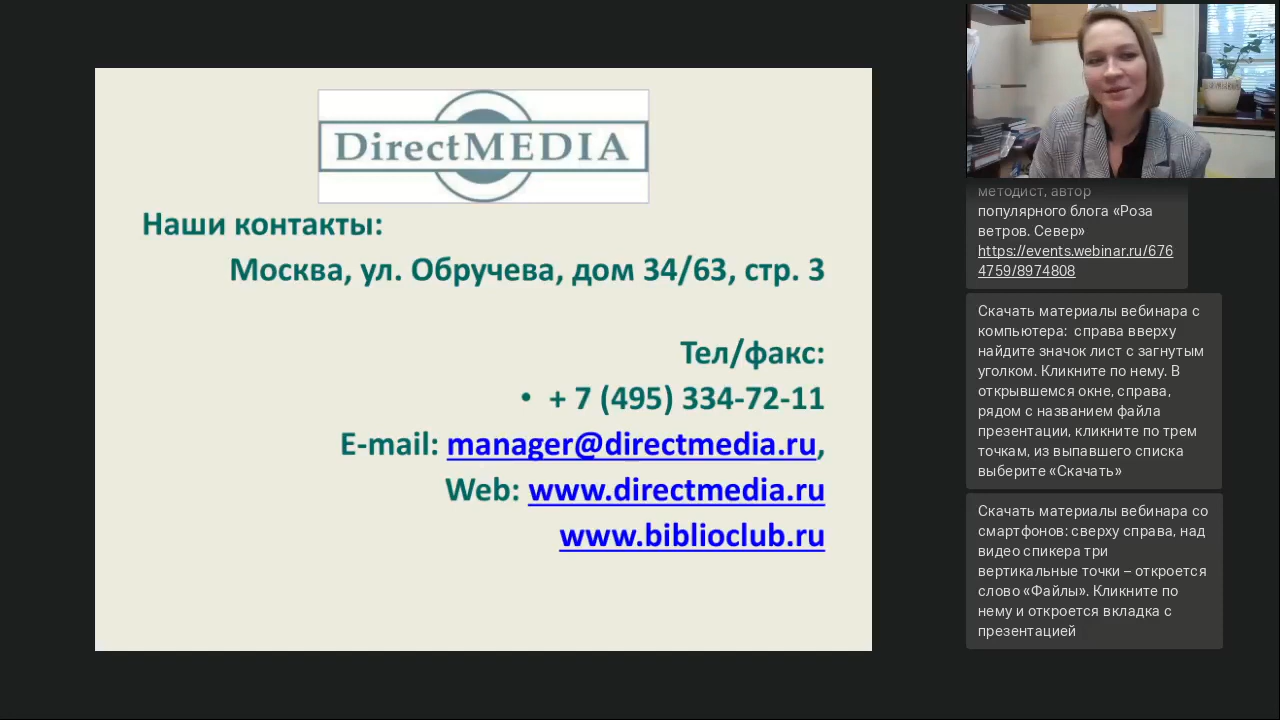 DirectMEDIA
Наши контакты:
Москва, ул. Обручева, дом 34/63, стр. 3
Тел/факс:
• + 7 (495) 334-72-11
E-mail: manager@directmedia.ru,
Web: www.directmedia.ru
www.biblioclub.ru
методист, автор
популярного блога «Роза
ветров. Север»
https://events.webinar.ru/676
4759/8974808
Скачать материалы вебинара с
компьютера: справа вверху
найдите значок лист с загнутым
уголком. Кликните по нему. В
открывшемся окне, справа,
рядом с названием файла
презентации, кликните по трем
точкам, из выпавшего списка
выберите «Скачать»
Скачать материалы вебинара со
смартфонов: сверху справа, над
видео спикера три
вертикальные точки – откроется
слово «Файлы». Кликните по
нему и откроется вкладка с
презентацией